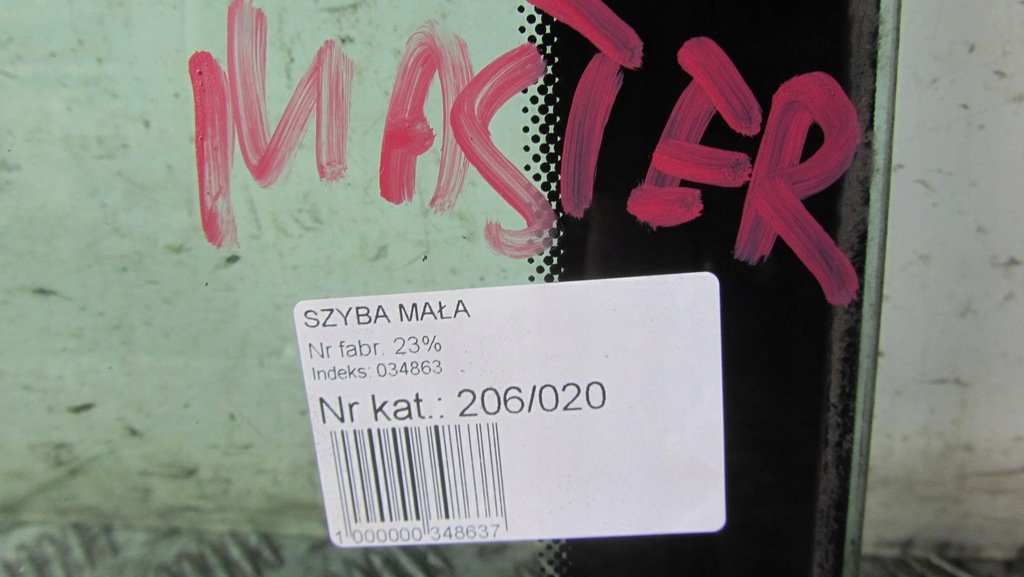 MASTER
SZYBA MAŁA
Nr fabr. 23%
Indeks: 034863
Nr kat.: 206/020
1 000000 348637